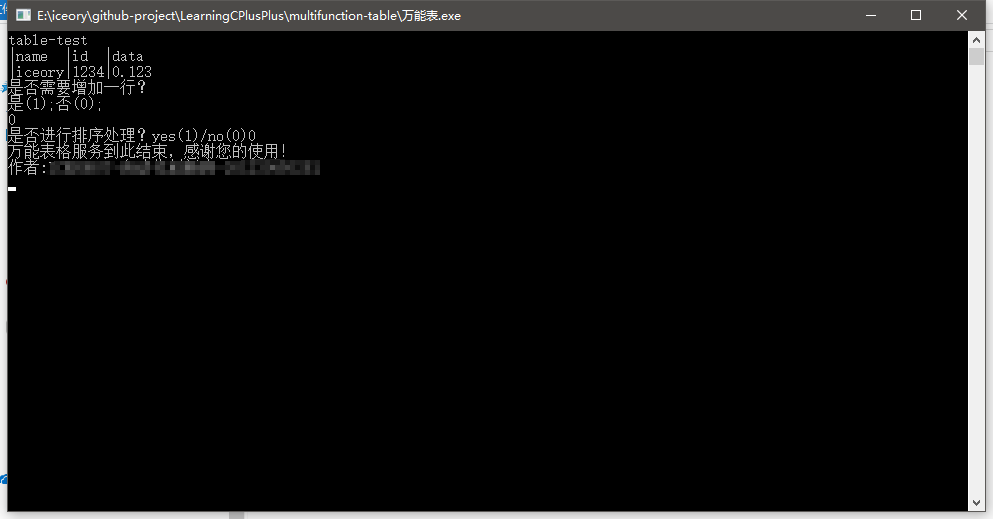 E:\iceory\github-project\LearningCPlusPlus\multifunction-table\万能表.exe
table-test
|name  |id  |data
|iceory|1234|0.123
是否需要增加一行？
是(1);否(0);
0
是否进行排序处理？yes(1)/no(0)0
万能表格服务到此结束，感谢您的使用！
作者: